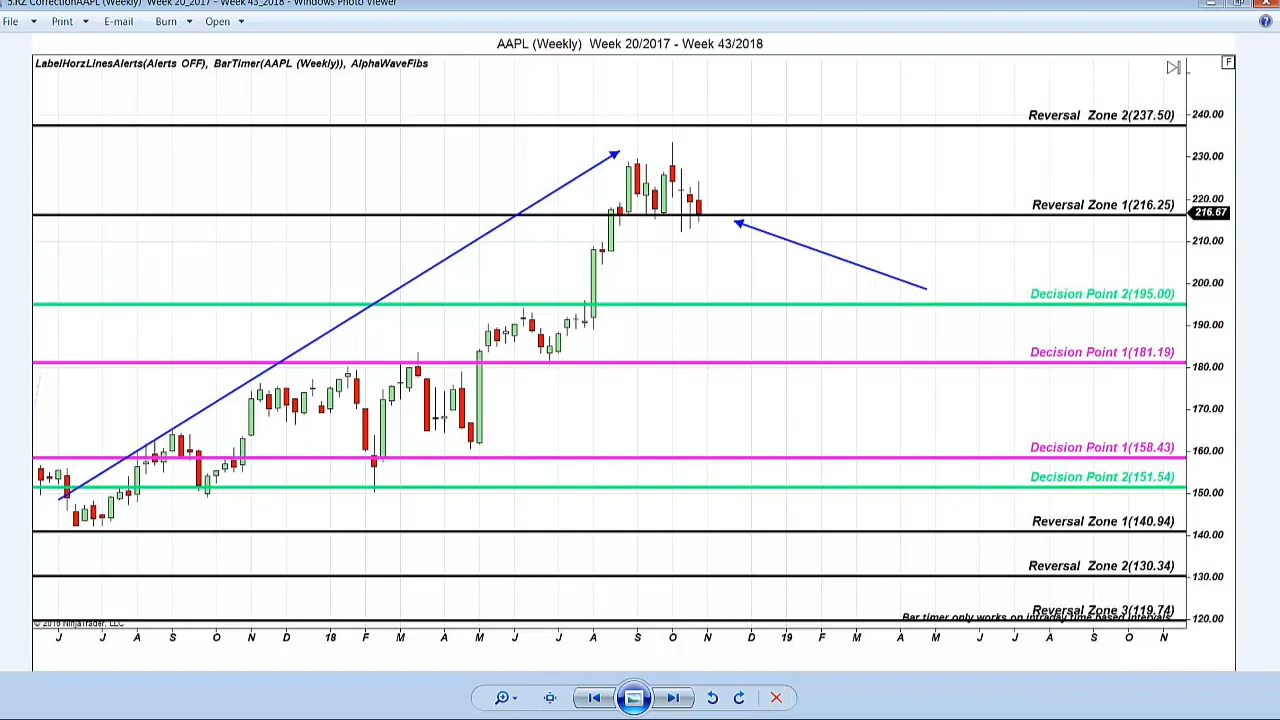 5.RZ CorrectionAAPL (Weekly) Week 20_2017 - Week 43_2018 - Windows Photo Viewer
File Print E-mail Burn Open
AAPL (Weekly) Week 20/2017 - Week 43/2018
LabelHorzLinesAlerts(Alerts OFF), BarTimer(AAPL (Weekly)), AlphaWaveFibs
F
Reversal Zone 2(237.50)
240.00
230.00
220.00
Reversal Zone 1(216.25)
216.67
210.00
200.00
Decision Point 2(195.00)
190.00
Decision Point 1(181.19)
180.00
170.00
160.00
Decision Point 1(158.43)
Decision Point 2(151.54)
150.00
Reversal Zone 1(140.94)
140.00
Reversal Zone 2(130.34)
130.00
Reversal Zone 3(119.74)
Bar timer only works on intraday time based intervals
120.00
© 2018 NinjaTrader, LLC
J J A S O N D 18 F M A M J J A S O N D 19 F M A M J J A S O N